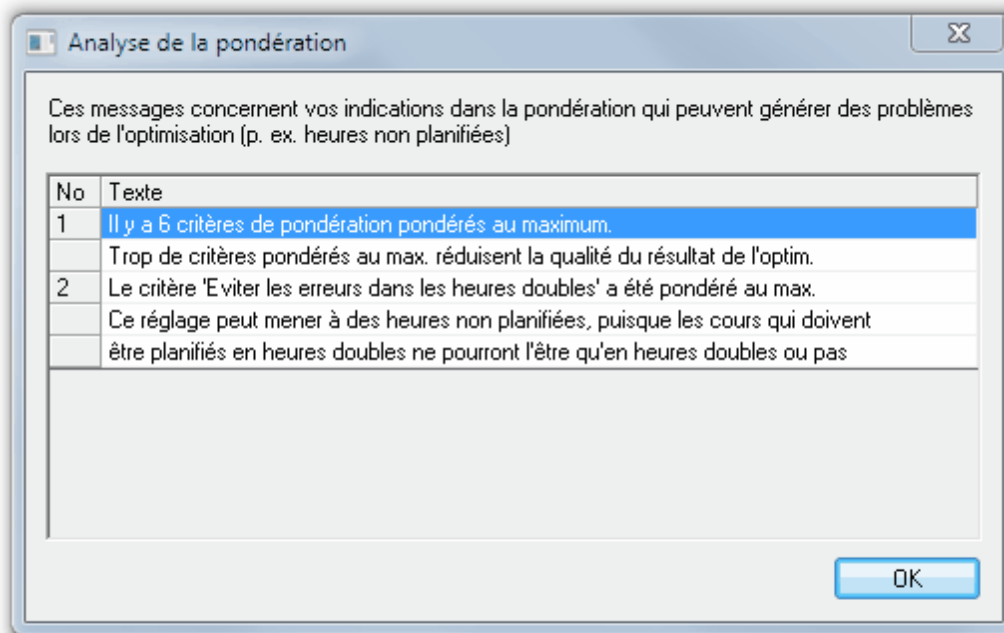 Analyse de la pondération
Ces messages concernent vos indications dans la pondération qui peuvent générer des problèmes
lors de l'optimisation (p. ex. heures non planifiées)
No Texte
1 Il y a 6 critères de pondération pondérés au maximum.
Trop de critères pondérés au max. réduisent la qualité du résultat de l'optim.
2 Le critère 'Eviter les erreurs dans les heures doubles' a été pondéré au max.
Ce réglage peut mener à des heures non planifiées, puisque les cours qui doivent
être planifiés en heures doubles ne pourront l'être qu'en heures doubles ou pas
OK